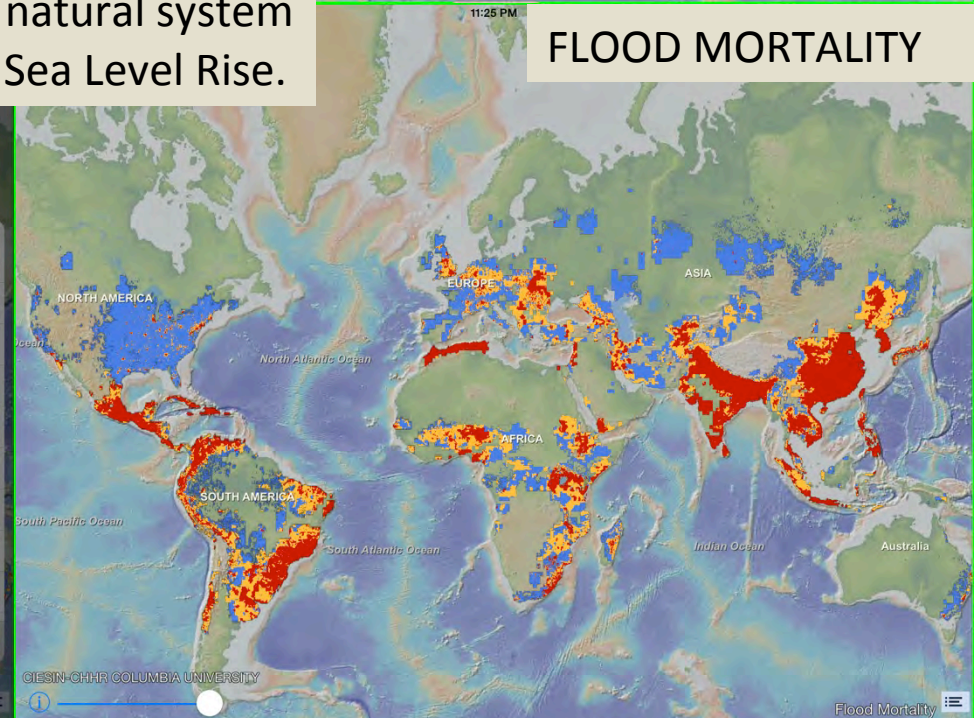 natural system
Sea Level Rise.
11:25 PM
FLOOD MORTALITY
NORTH AMERICA
EUROPE
ASIA
North Atlantic Ocean
AFRICA
SOUTH AMERICA
South Pacific Ocean
South Atlantic Ocean
Indian Ocean
Australia
CIESIN-CHHR COLUMBIA UNIVERSITY
Flood Mortality